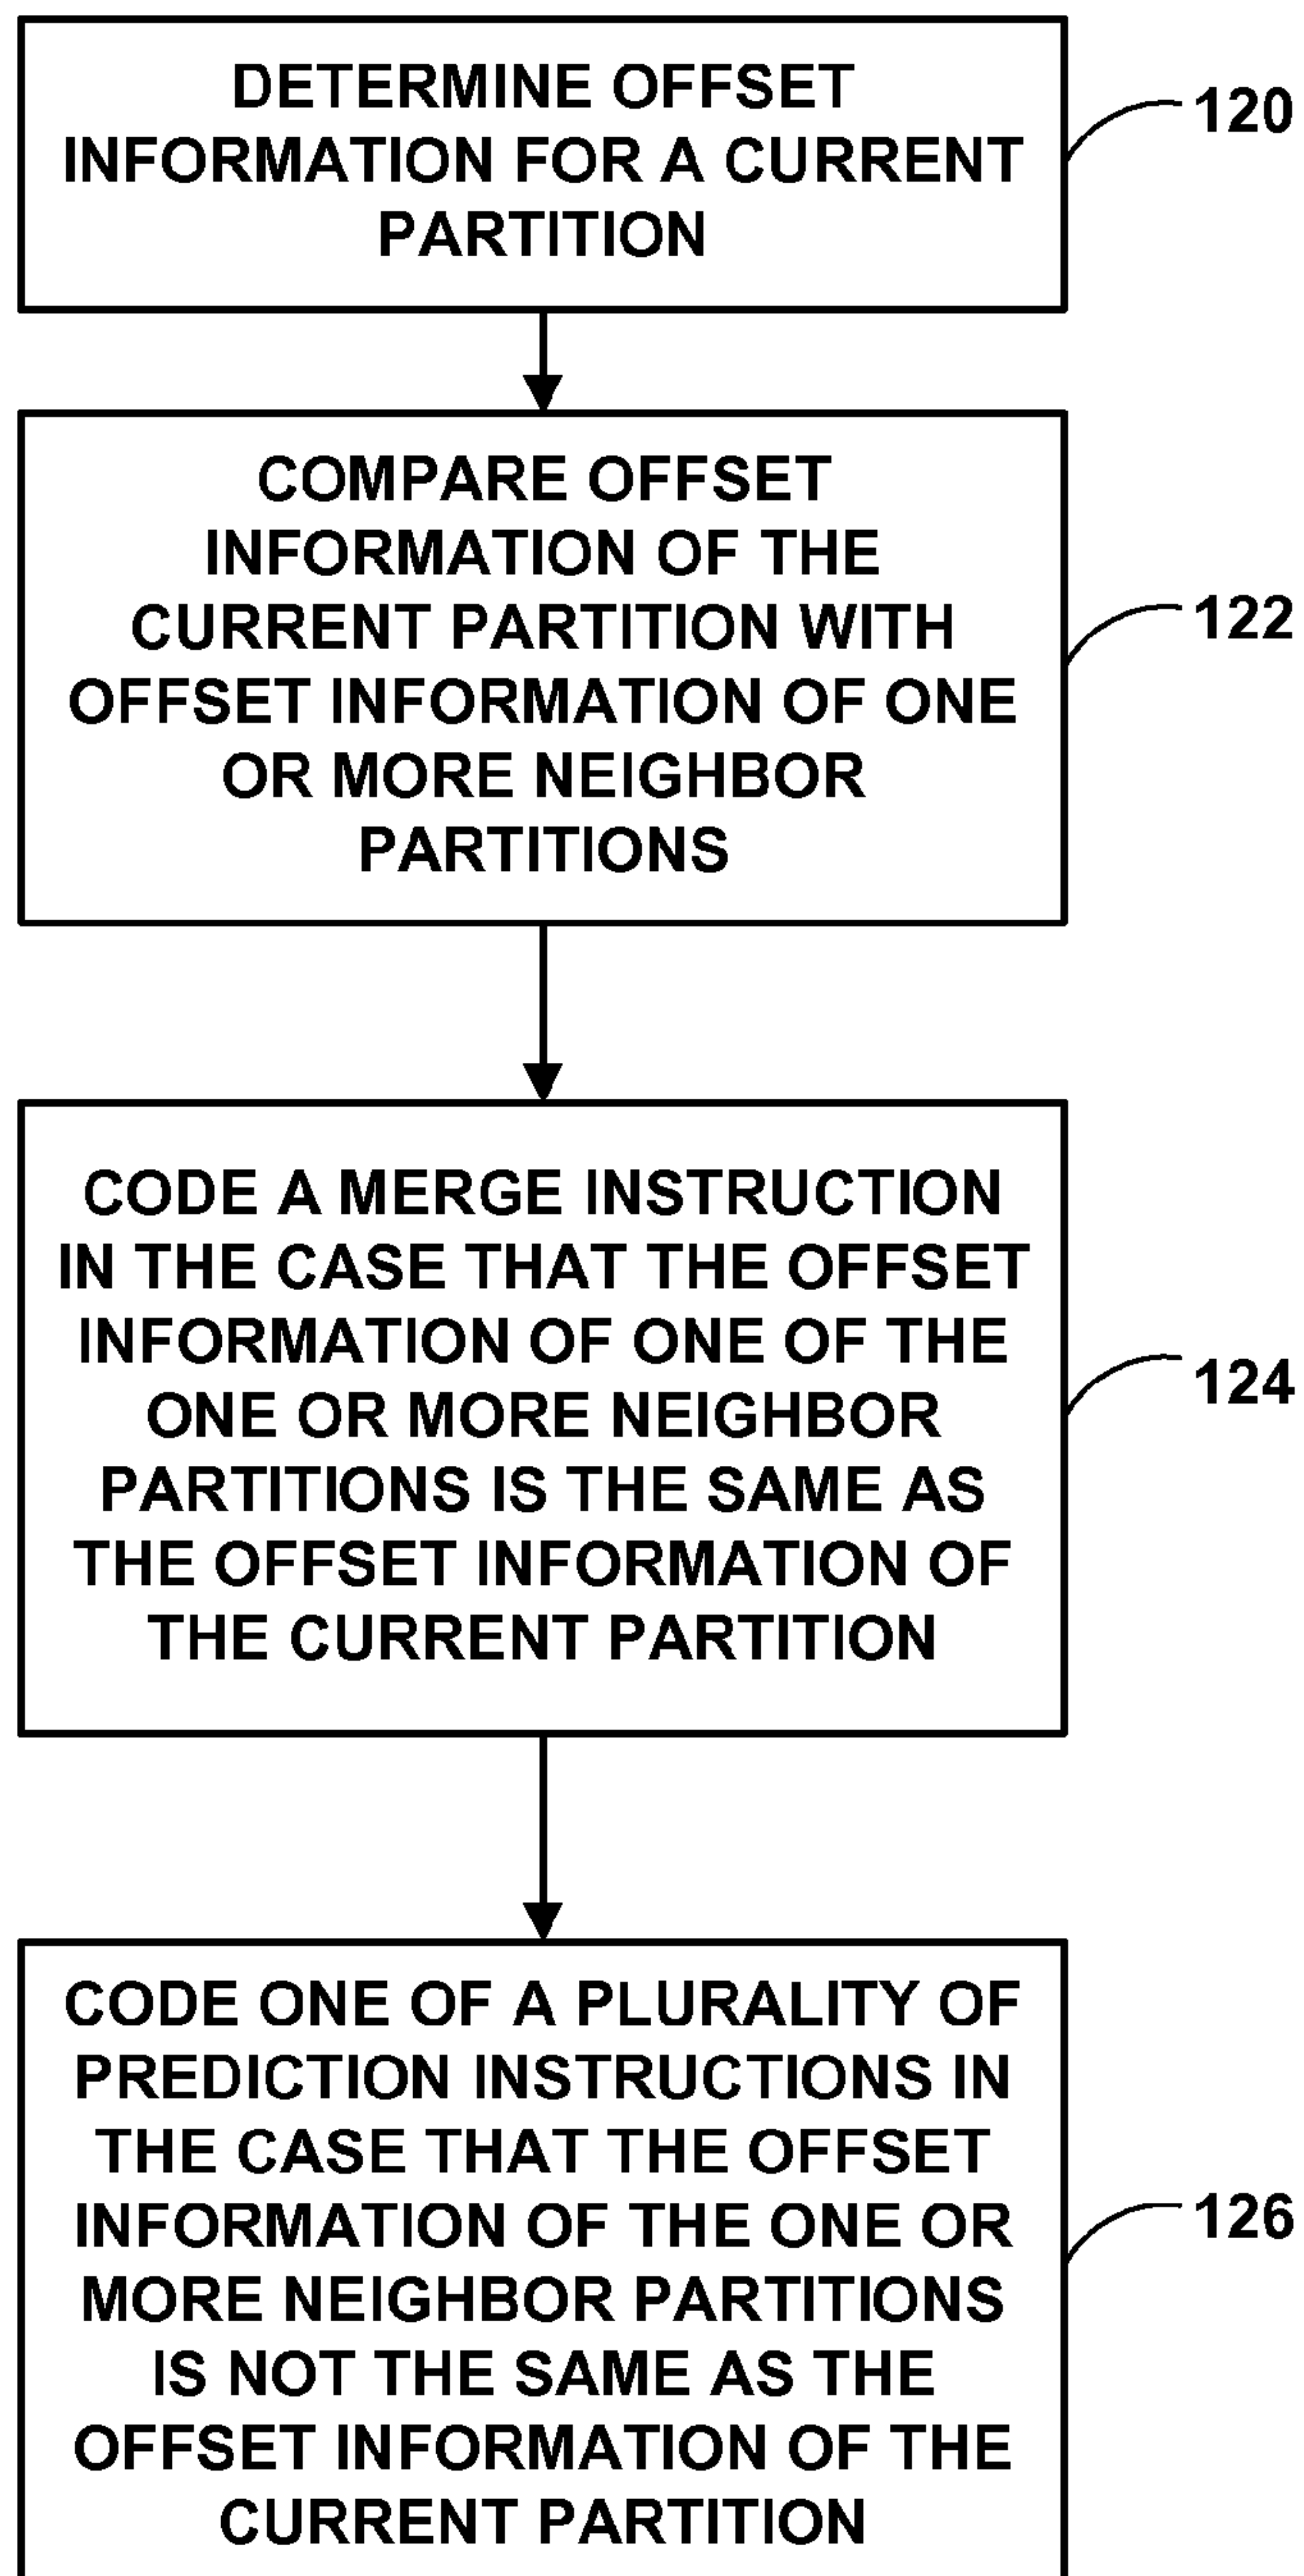 DETERMINE OFFSET
INFORMATION FOR A CURRENT
PARTITION
120
COMPARE OFFSET
INFORMATION OF THE
CURRENT PARTITION WITH
OFFSET INFORMATION OF ONE
OR MORE NEIGHBOR
PARTITIONS
122
CODE A MERGE INSTRUCTION
IN THE CASE THAT THE OFFSET
INFORMATION OF ONE OF THE
ONE OR MORE NEIGHBOR
PARTITIONS IS THE SAME AS
THE OFFSET INFORMATION OF
THE CURRENT PARTITION
124
CODE ONE OF A PLURALITY OF
PREDICTION INSTRUCTIONS IN
THE CASE THAT THE OFFSET
INFORMATION OF THE ONE OR
MORE NEIGHBOR PARTITIONS
IS NOT THE SAME AS THE
OFFSET INFORMATION OF THE
CURRENT PARTITION
126